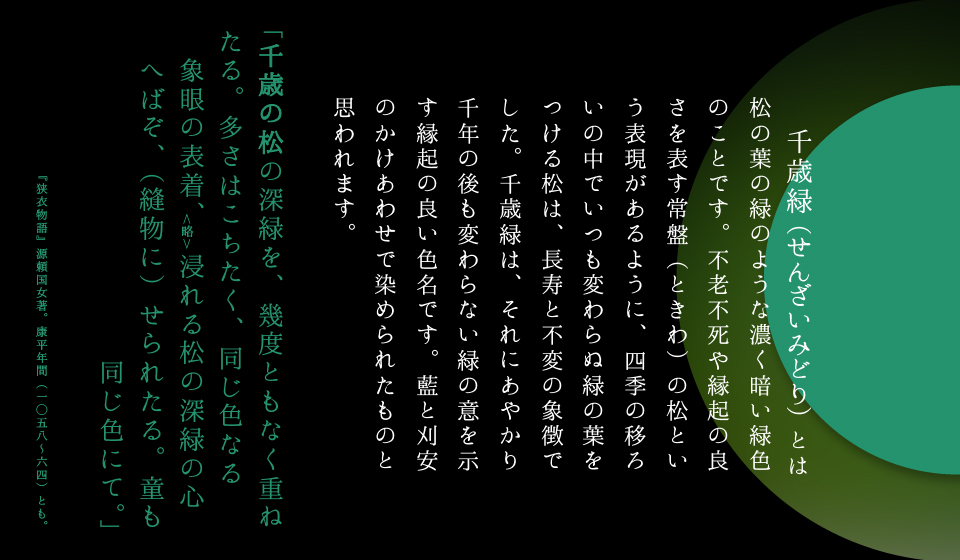 千歳緑（せんざいみどり）とは
松の葉の緑のような濃く暗い緑色
のことです。不老不死や縁起の良
さを表す常盤（ときわ）の松とい
う表現があるように、四季の移ろ
いの中でいつも変わらぬ緑の葉を
つける松は、長寿と不変の象徴で
した。千歳緑は、それにあやかり
千年の後も変わらない緑の意を示
す縁起の良い色名です。藍と刈安
のかけあわせで染められたものと
思われます。
「千歳の松の深緑を、幾度ともなく重ね
たる。多さはこちたく、同じ色なる
象眼の表着、<略>浸れる松の深緑の心
へばぞ、（縫物に）せられたる。童も
同じ色にて。」
『狭衣物語』源頼国女著。康平年間（一〇五八〜六四）とも。